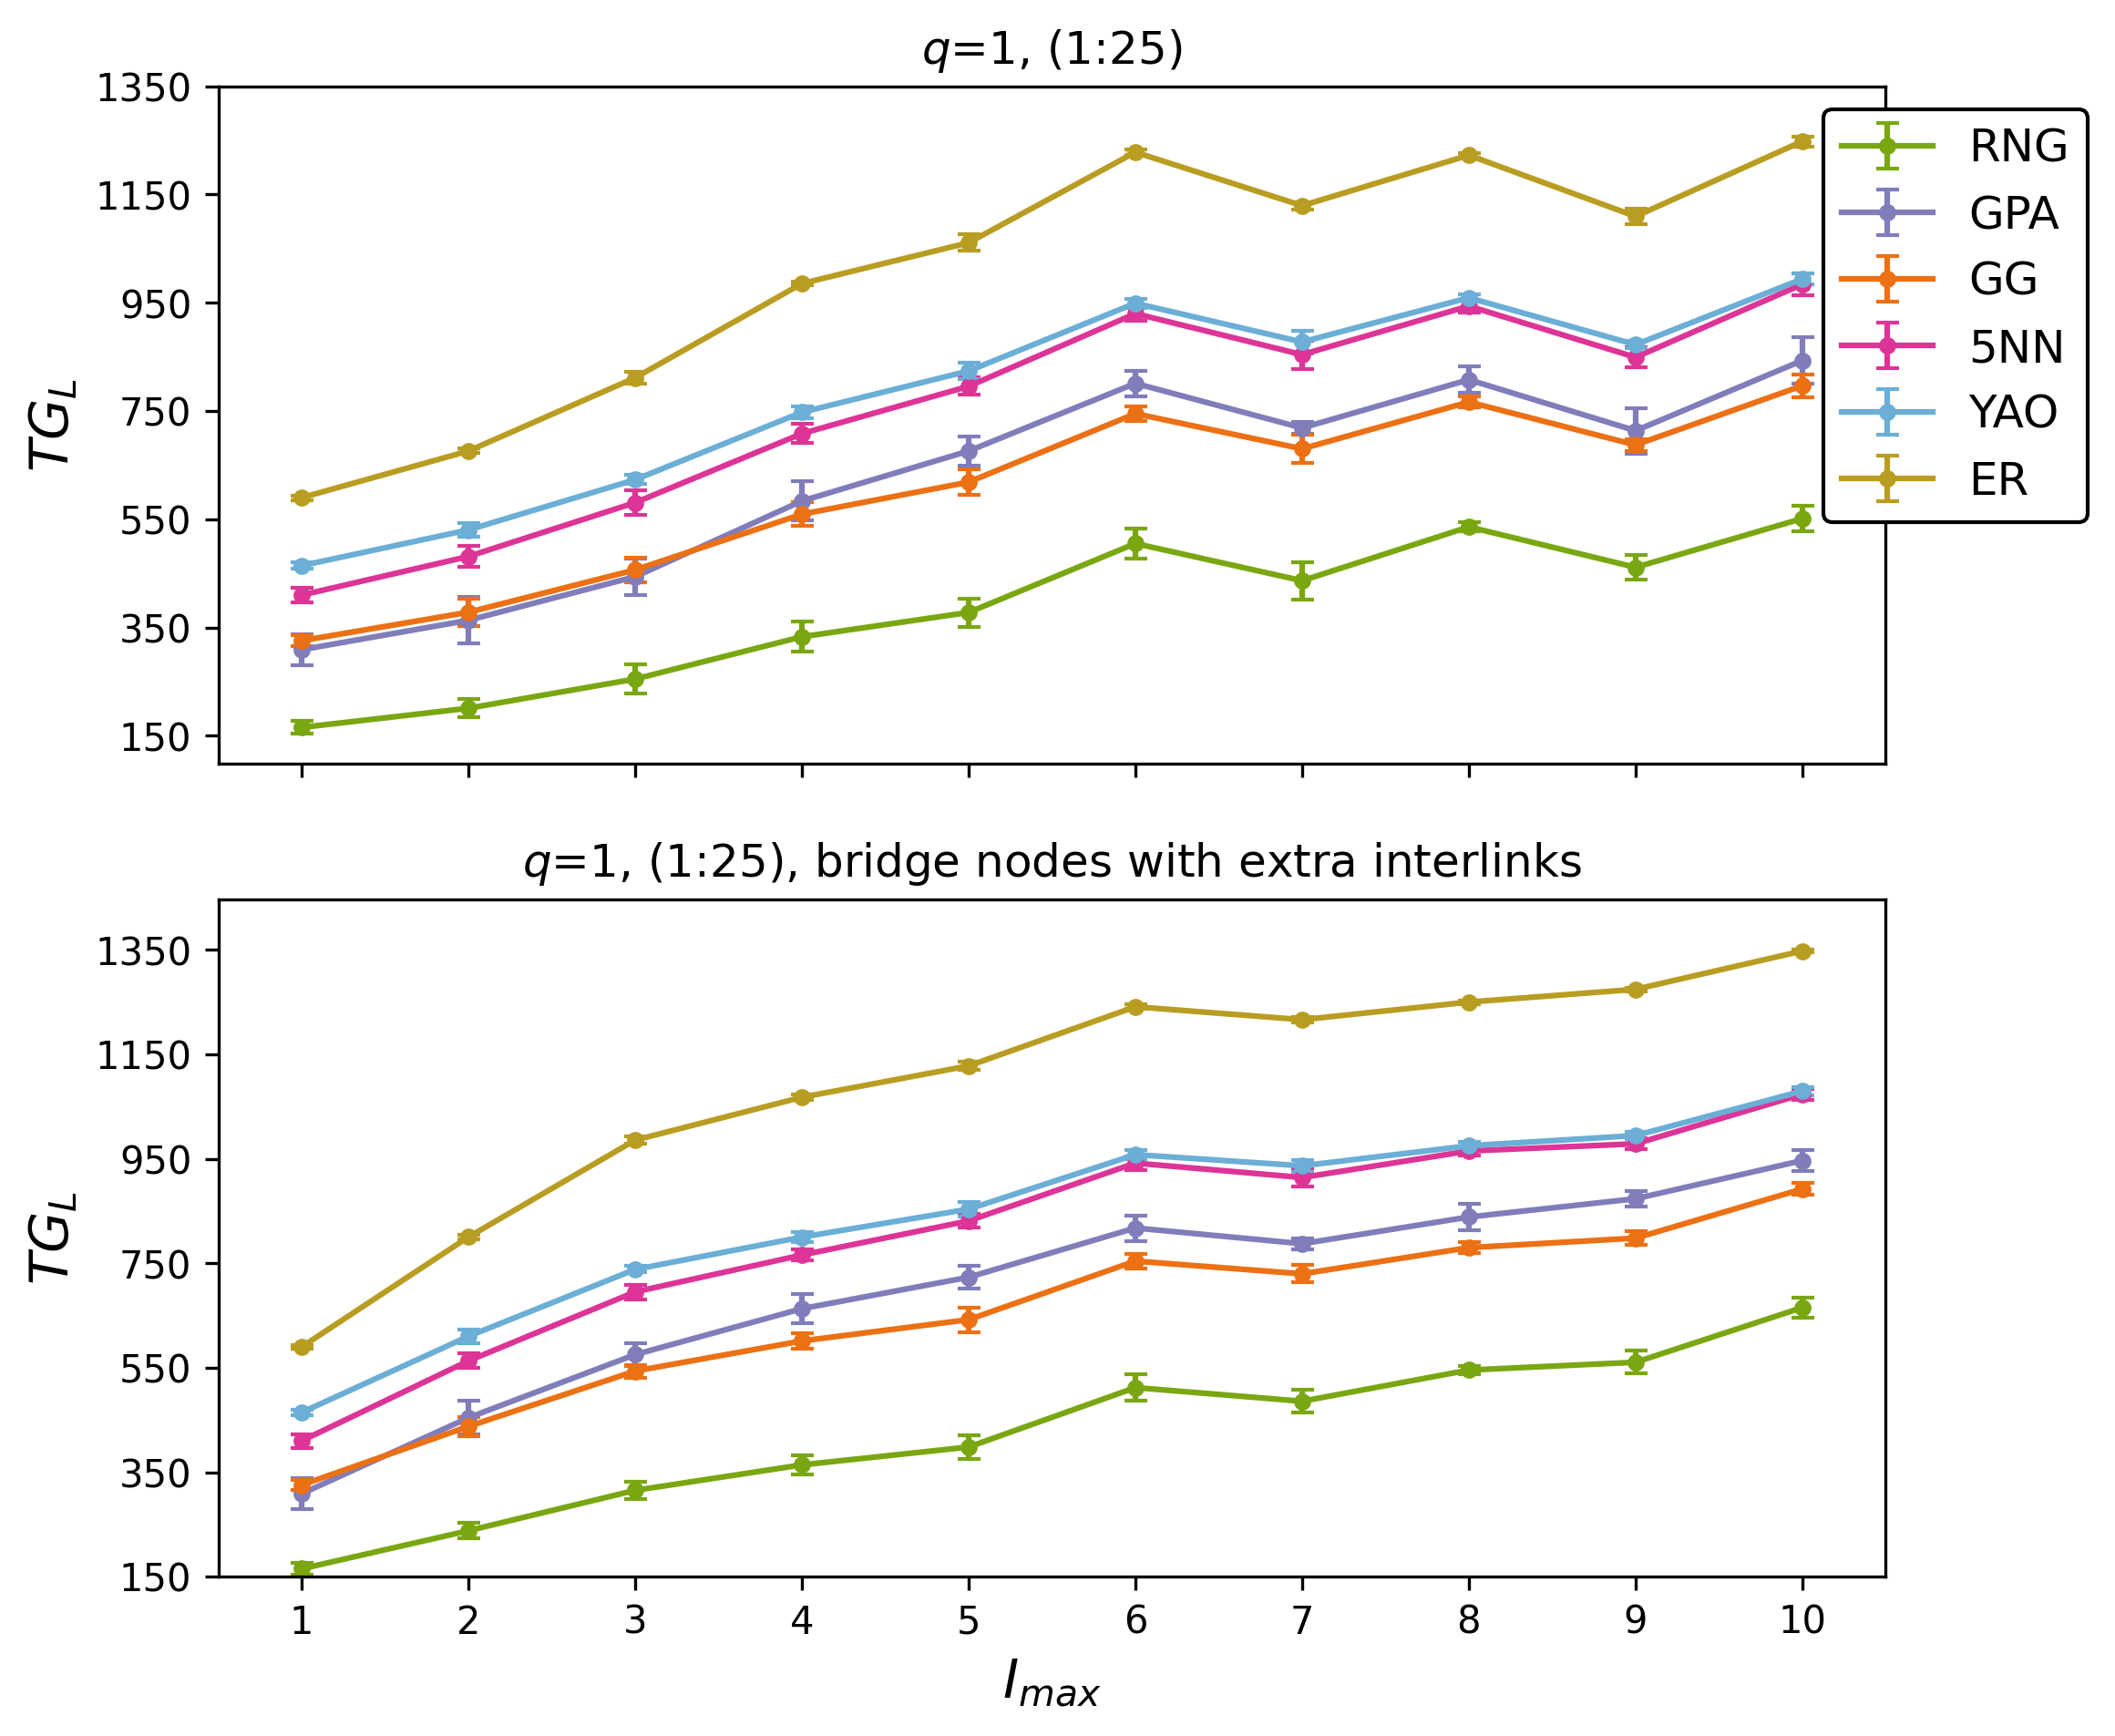 q=1, (1:25)
1350
1150
950
750
550
350
150
TG_L
RNG
GPA
GG
5NN
YAO
ER
q=1, (1:25), bridge nodes with extra interlinks
1350
1150
950
750
550
350
150
TG_L
1 2 3 4 5 6 7 8 9 10
I_max